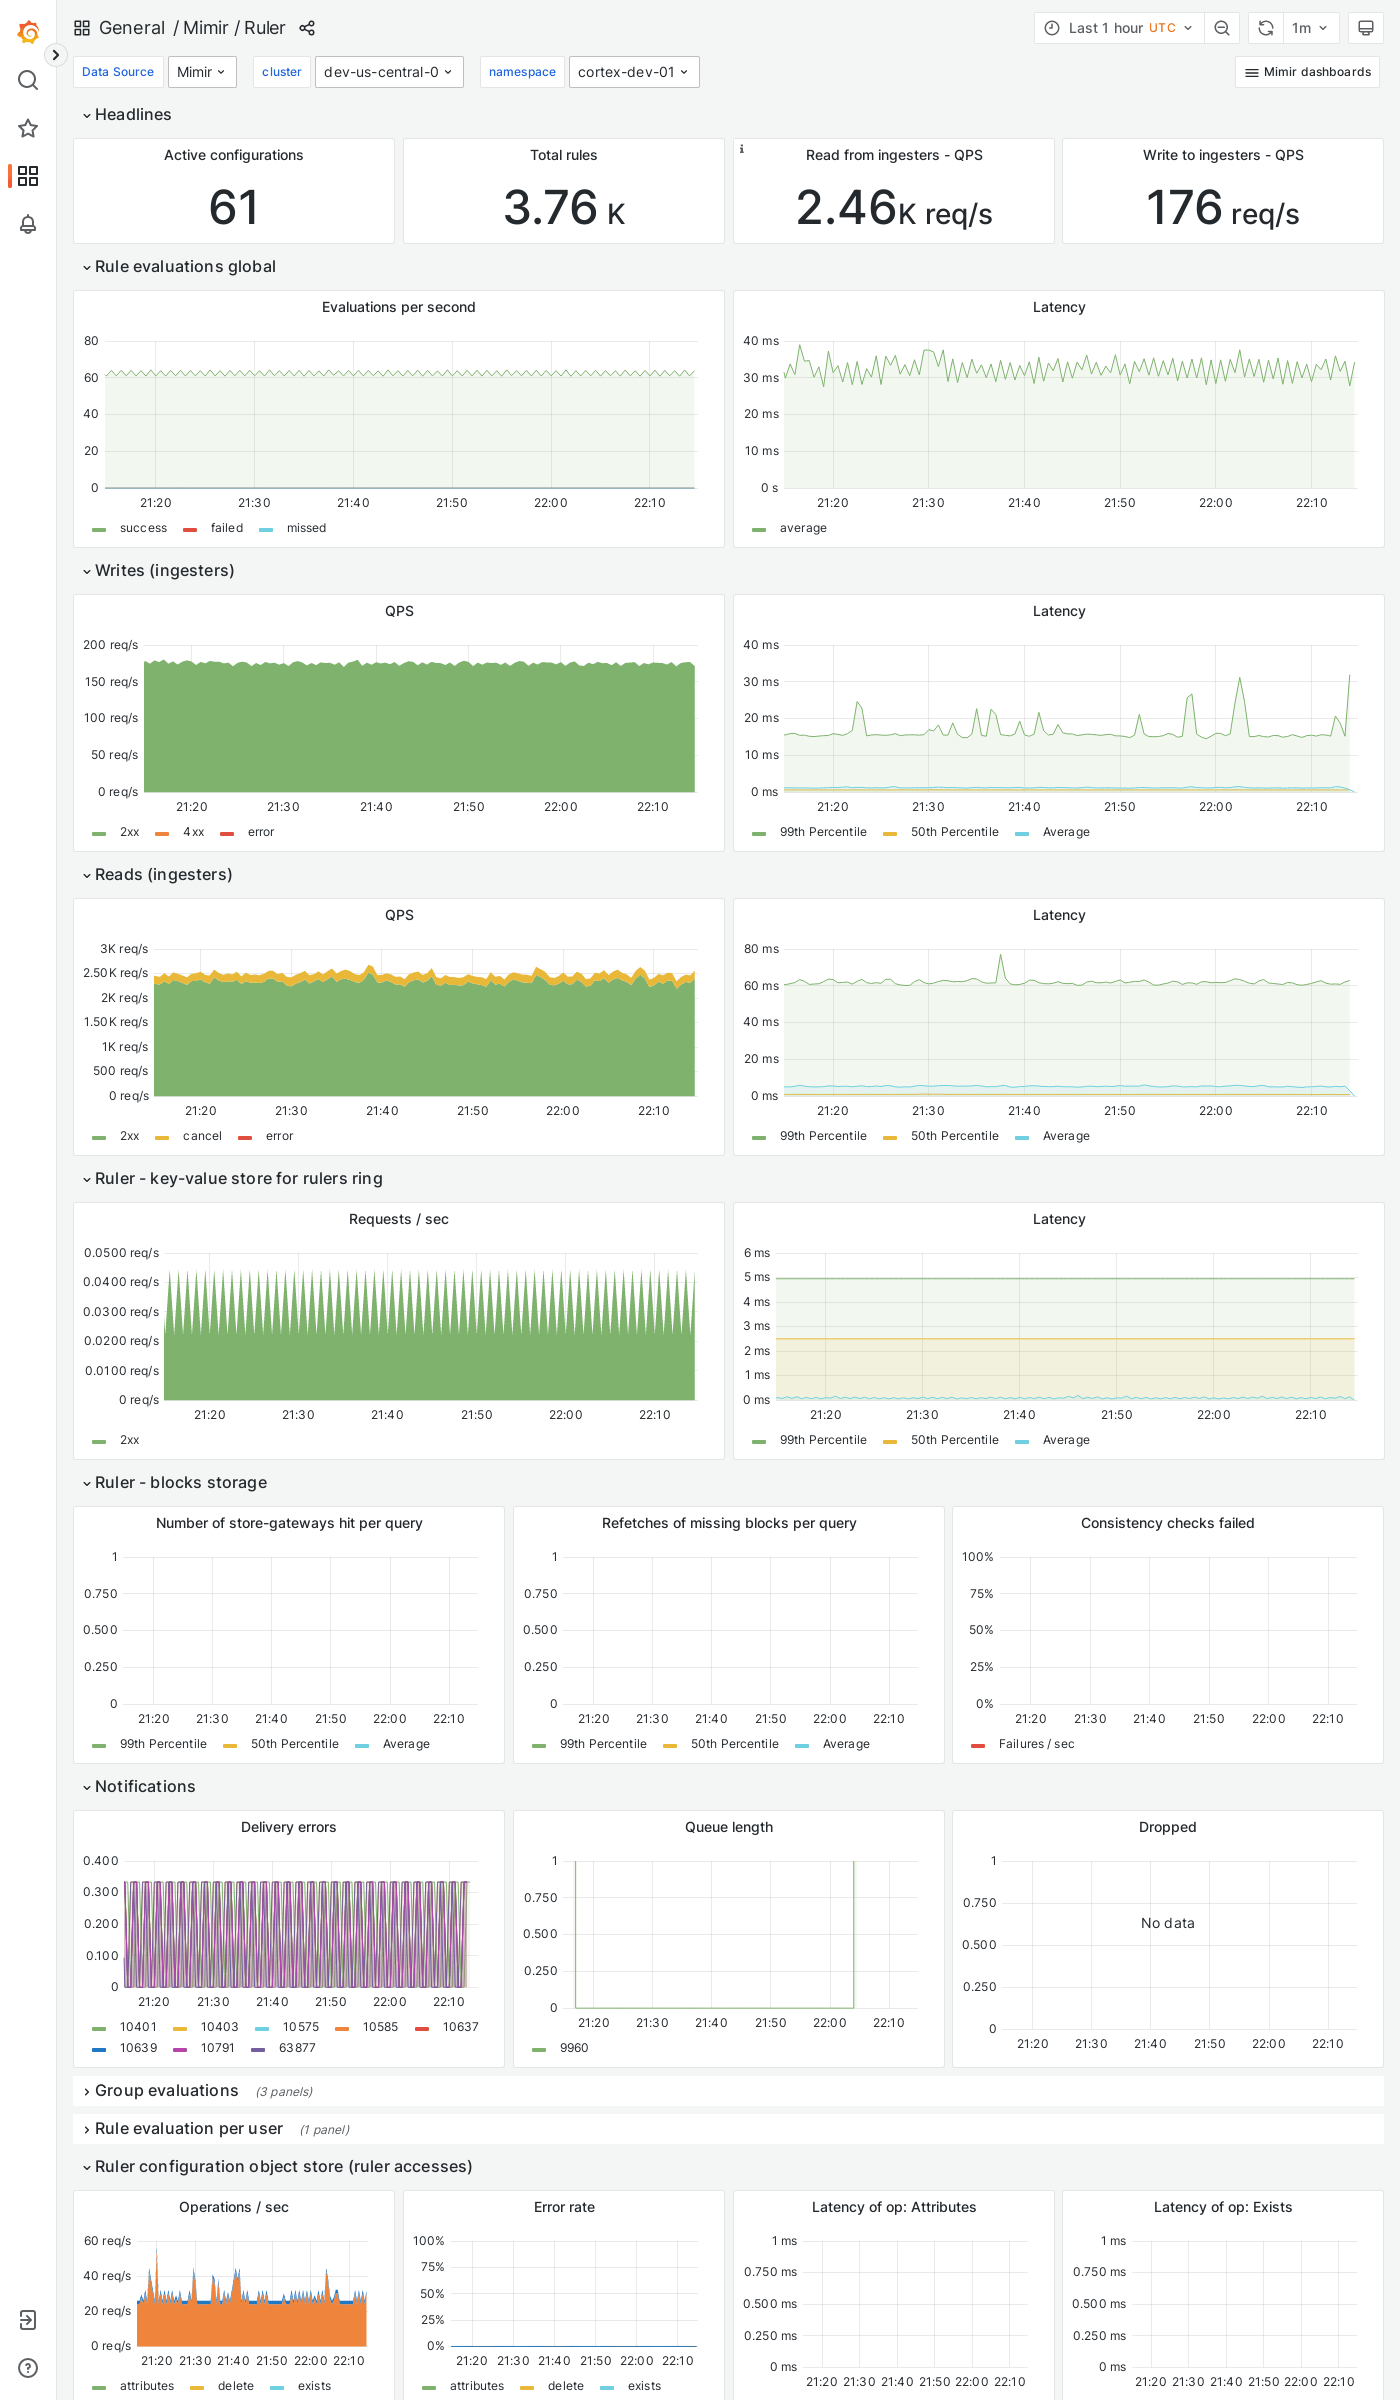 General / Mimir / Ruler
Last 1 hour UTC
1m
Data Source Mimir cluster dev-us-central-0 namespace cortex-dev-01
Mimir dashboards
Headlines
Active configurations
61
Total rules
3.76 K
i
Read from ingesters - QPS
2.46K req/s
Write to ingesters - QPS
176 req/s
Rule evaluations global
Evaluations per second
80
60
40
20
0
21:20 21:30 21:40 21:50 22:00 22:10
success failed missed
Latency
40 ms
30 ms
20 ms
10 ms
0 s
21:20 21:30 21:40 21:50 22:00 22:10
average
Writes (ingesters)
QPS
200 req/s
150 req/s
100 req/s
50 req/s
0 req/s
21:20 21:30 21:40 21:50 22:00 22:10
2xx 4xx error
Latency
40 ms
30 ms
20 ms
10 ms
0 ms
21:20 21:30 21:40 21:50 22:00 22:10
99th Percentile 50th Percentile Average
Reads (ingesters)
QPS
3K req/s
2.50K req/s
2K req/s
1.50K req/s
1K req/s
500 req/s
0 req/s
21:20 21:30 21:40 21:50 22:00 22:10
2xx cancel error
Latency
80 ms
60 ms
40 ms
20 ms
0 ms
21:20 21:30 21:40 21:50 22:00 22:10
99th Percentile 50th Percentile Average
Ruler - key-value store for rulers ring
Requests / sec
0.0500 req/s
0.0400 req/s
0.0300 req/s
0.0200 req/s
0.0100 req/s
0 req/s
21:20 21:30 21:40 21:50 22:00 22:10
2xx
Latency
6 ms
5 ms
4 ms
3 ms
2 ms
1 ms
0 ms
21:20 21:30 21:40 21:50 22:00 22:10
99th Percentile 50th Percentile Average
Ruler - blocks storage
Number of store-gateways hit per query
1
0.750
0.500
0.250
0
21:20 21:30 21:40 21:50 22:00 22:10
99th Percentile 50th Percentile Average
Refetches of missing blocks per query
1
0.750
0.500
0.250
0
21:20 21:30 21:40 21:50 22:00 22:10
99th Percentile 50th Percentile Average
Consistency checks failed
100%
75%
50%
25%
0%
21:20 21:30 21:40 21:50 22:00 22:10
Failures / sec
Notifications
Delivery errors
0.400
0.300
0.200
0.100
0
21:20 21:30 21:40 21:50 22:00 22:10
10401 10403 10575 10585 10637
10639 10791 63877
Queue length
1
0.750
0.500
0.250
0
21:20 21:30 21:40 21:50 22:00 22:10
9960
Dropped
1
0.750
No data
0.500
0.250
0
21:20 21:30 21:40 21:50 22:00 22:10
Group evaluations (3 panels)
Rule evaluation per user (1 panel)
Ruler configuration object store (ruler accesses)
Operations / sec
60 req/s
40 req/s
20 req/s
0 req/s
21:20 21:30 21:40 21:50 22:00 22:10
attributes delete exists
Error rate
100%
75%
50%
25%
0%
21:20 21:30 21:40 21:50 22:00 22:10
attributes delete exists
Latency of op: Attributes
1 ms
0.750 ms
0.500 ms
0.250 ms
0 ms
21:20 21:30 21:40 21:50 22:00 22:10
Latency of op: Exists
1 ms
0.750 ms
0.500 ms
0.250 ms
0 ms
21:20 21:30 21:40 21:50 22:00 22:10